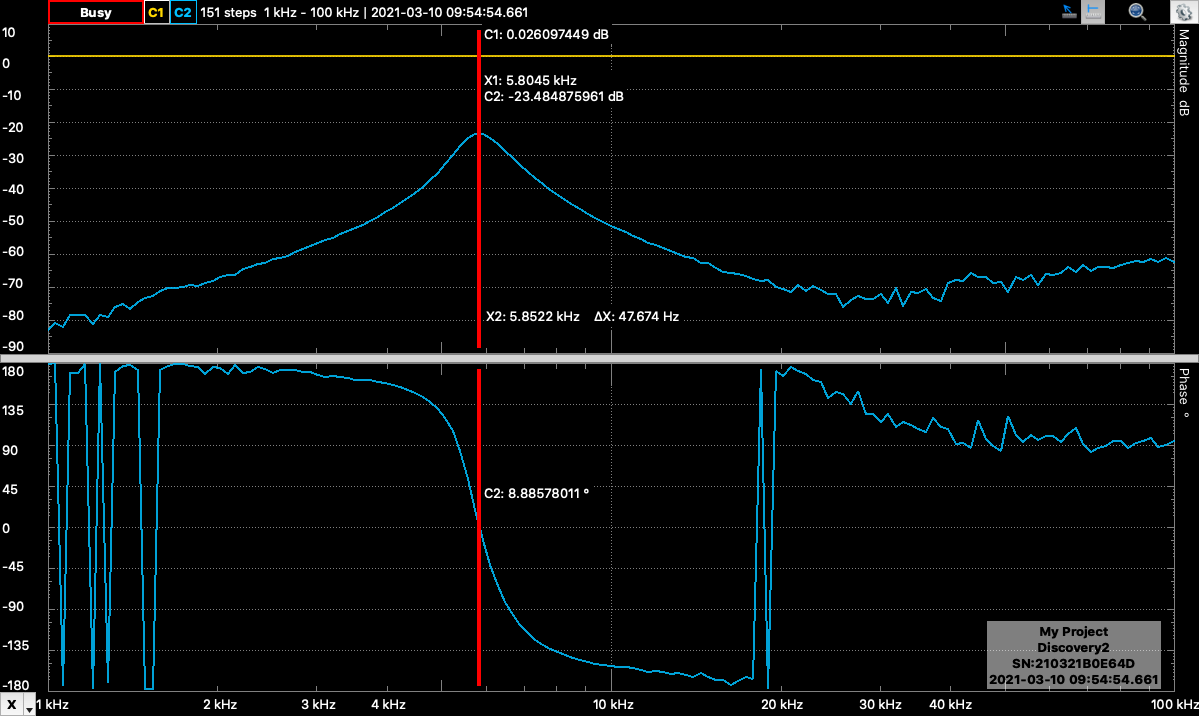 Busy C1 C2 151 steps 1 kHz - 100 kHz | 2021-03-10 09:54:54.661
C1: 0.026097449 dB
X1: 5.8045 kHz
C2: -23.484875961 dB
X2: 5.8522 kHz ΔX: 47.674 Hz
10
0
-10
-20
-30
-40
-50
-60
-70
-80
-90
Magnitude dB
180
135
90
45
0
-45
-90
-135
-180
Phase °
C2: 8.88578011 °
My Project
Discovery2
SN:210321B0E64D
2021-03-10 09:54:54.661
X 1 kHz 2 kHz 3 kHz 4 kHz 10 kHz 20 kHz 30 kHz 40 kHz 100 kHz